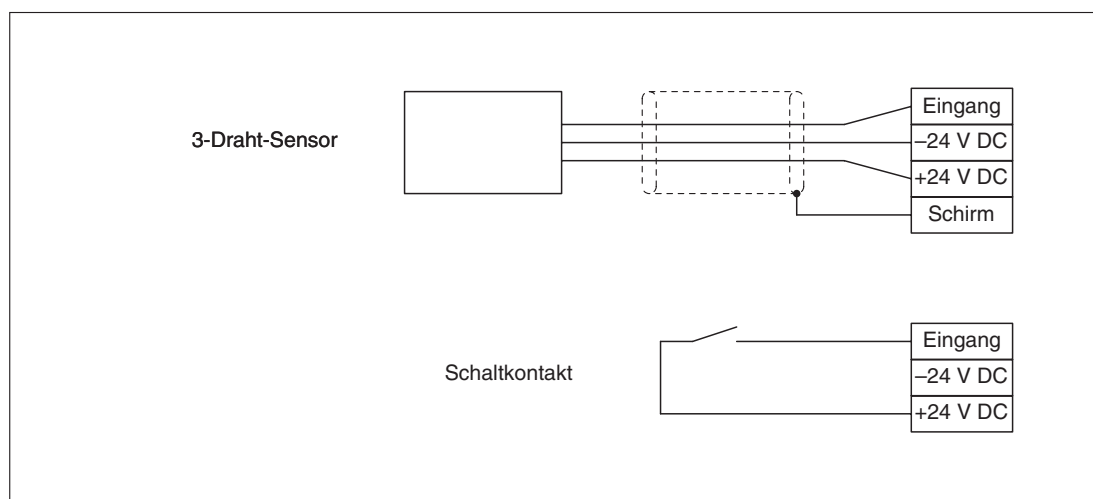 3-Draht-Sensor
Eingang
–24 V DC
+24 V DC
Schirm
Schaltkontakt
Eingang
–24 V DC
+24 V DC